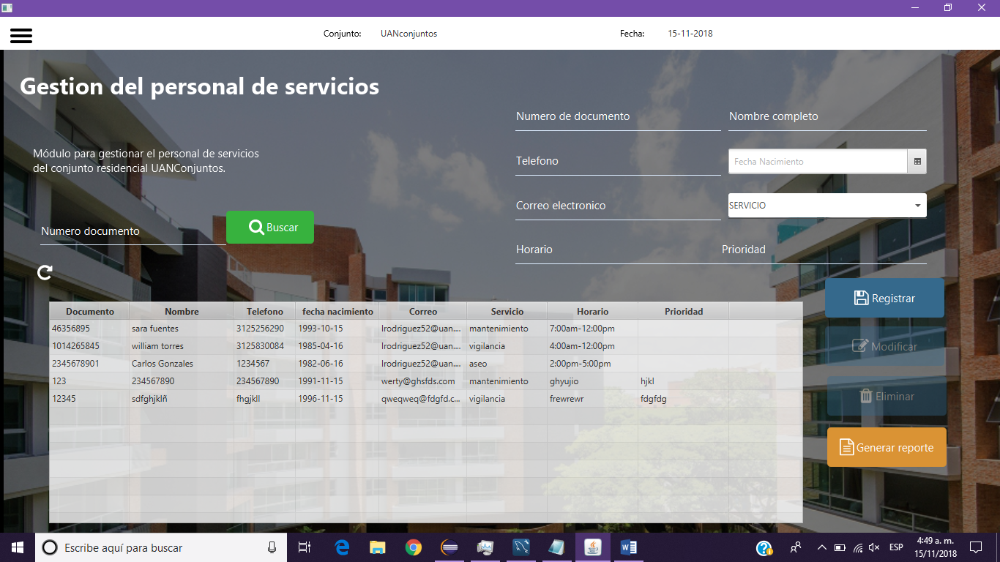 Conjunto: UANconjuntos Fecha: 15-11-2018
Gestion del personal de servicios
Módulo para gestionar el personal de servicios
del conjunto residencial UANConjuntos.
Numero documento Buscar
Numero de documento Nombre completo
Telefono Fecha Nacimiento
Correo electronico SERVICIO
Horario Prioridad
Documento Nombre Telefono fecha nacimiento Correo Servicio Horario Prioridad
46356895 sara fuentes 3125256290 1993-10-15 lrodriguez52@uan.... mantenimiento 7:00am-12:00pm
1014265845 william torres 3125830084 1985-04-16 lrodriguez52@uan.... vigilancia 4:00am-12:00pm
2345678901 Carlos Gonzales 1234567 1982-06-16 lrodriguez52@uan.... aseo 2:00pm-5:00pm
123 234567890 234567890 1991-11-15 werty@ghsfds.com mantenimiento ghyujio hjkl
12345 sdfghjklñ fhgjkll 1996-11-15 qweqweq@fdgfd.c... vigilancia frewrewr fdgfdg
Registrar
Modificar
Eliminar
Generar reporte
Escribe aquí para buscar
ESP
4:49 a. m.
15/11/2018